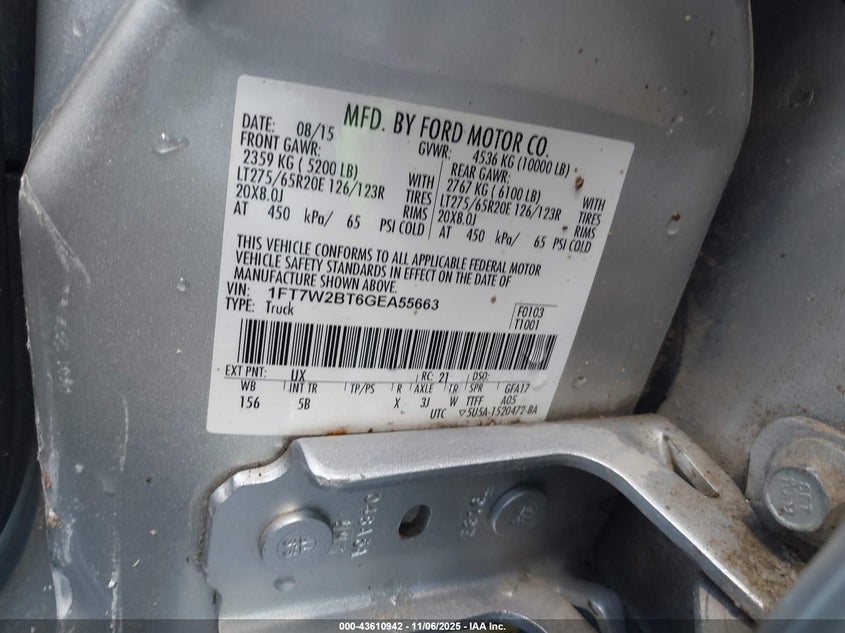 MFD. BY FORD MOTOR CO.
DATE: 08/15 GVWR: 4536 KG (10000 LB)
FRONT GAWR: REAR GAWR:
2359 KG ( 5200 LB) WITH 2767 KG ( 6100 LB) WITH
LT275/65R20E 126/123R TIRES LT275/65R20E 126/123R TIRES
20X8.0J RIMS 20X8.0J RIMS
AT 450 kPa/ 65 PSI COLD AT 450 kPa/ 65 PSI COLD
THIS VEHICLE CONFORMS TO ALL APPLICABLE FEDERAL MOTOR
VEHICLE SAFETY STANDARDS IN EFFECT ON THE DATE OF
MANUFACTURE SHOWN ABOVE.
VIN: 1FT7W2BT6GEA55663
TYPE: Truck F0103
T1001
EXT PNT: UX RC: 21 DSO:
WB INT TR TP/PS R AXLE TR SPR GFA17
156 5B X 3J W TTFF A05
UTC ▽5U5A-1520472-BA
000-43610942 - 11/06/2025 - IAA Inc.